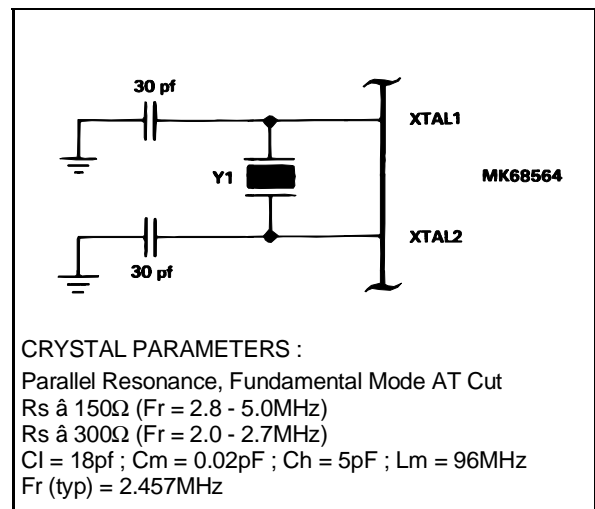 30 pf
XTAL1
Y1
MK68564
XTAL2
30 pf
CRYSTAL PARAMETERS :
Parallel Resonance, Fundamental Mode AT Cut
Rs â 150Ω (Fr = 2.8 - 5.0MHz)
Rs â 300Ω (Fr = 2.0 - 2.7MHz)
Cl = 18pf ; Cm = 0.02pF ; Ch = 5pF ; Lm = 96MHz
Fr (typ) = 2.457MHz